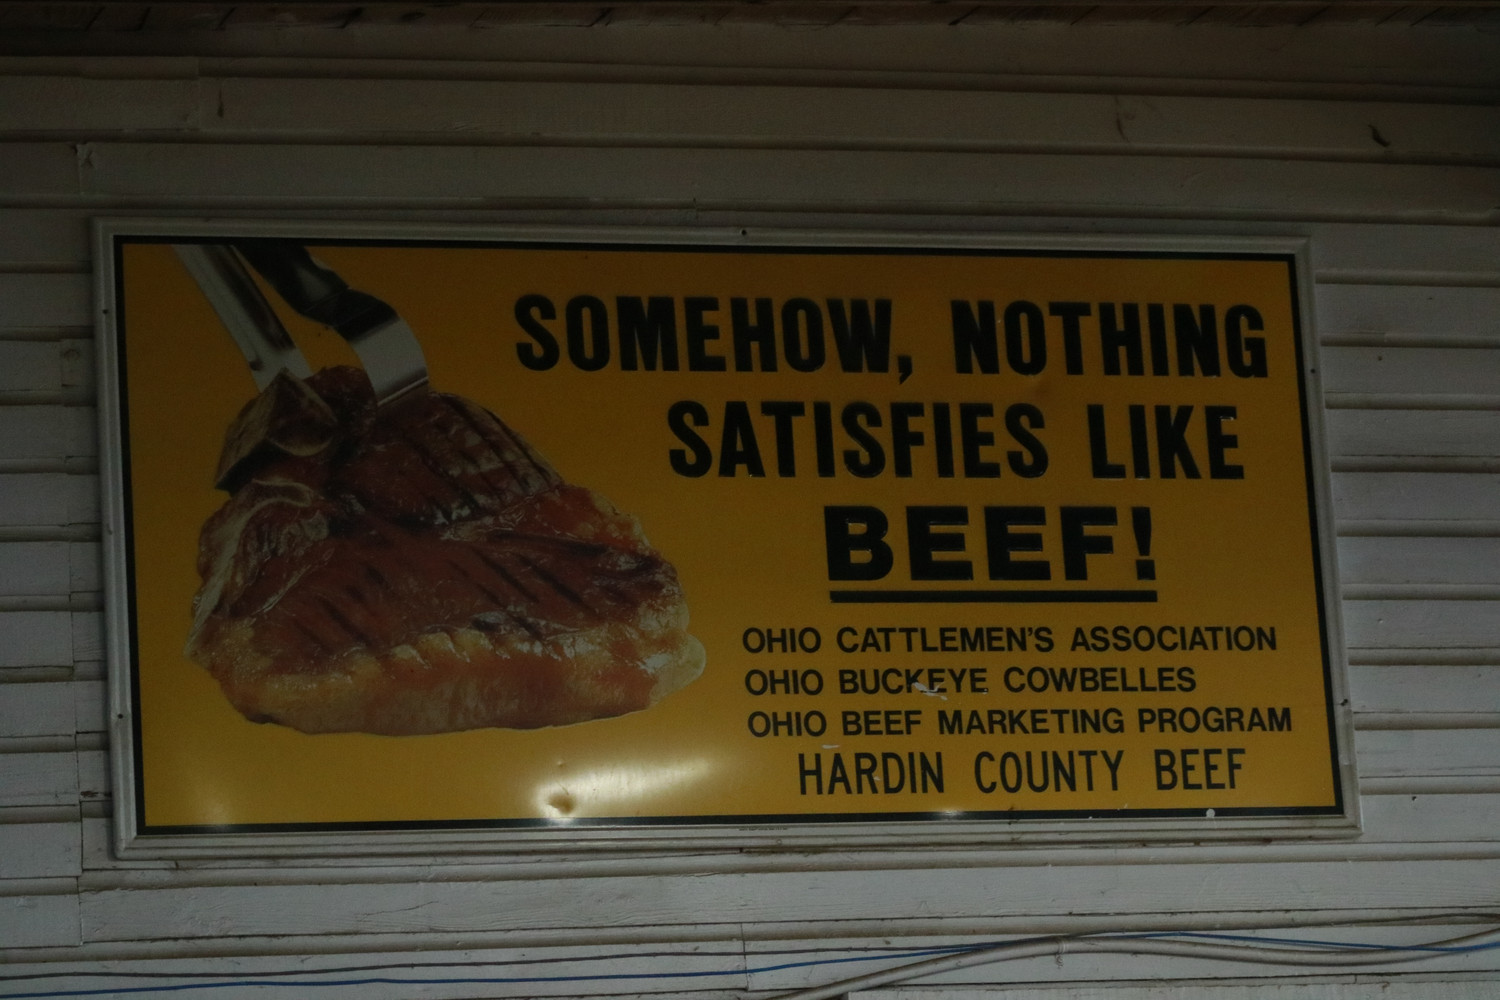 SOMEHOW, NOTHING
SATISFIES LIKE
BEEF!
OHIO CATTLEMEN'S ASSOCIATION
OHIO BUCKEYE COWBELLES
OHIO BEEF MARKETING PROGRAM
HARDIN COUNTY BEEF